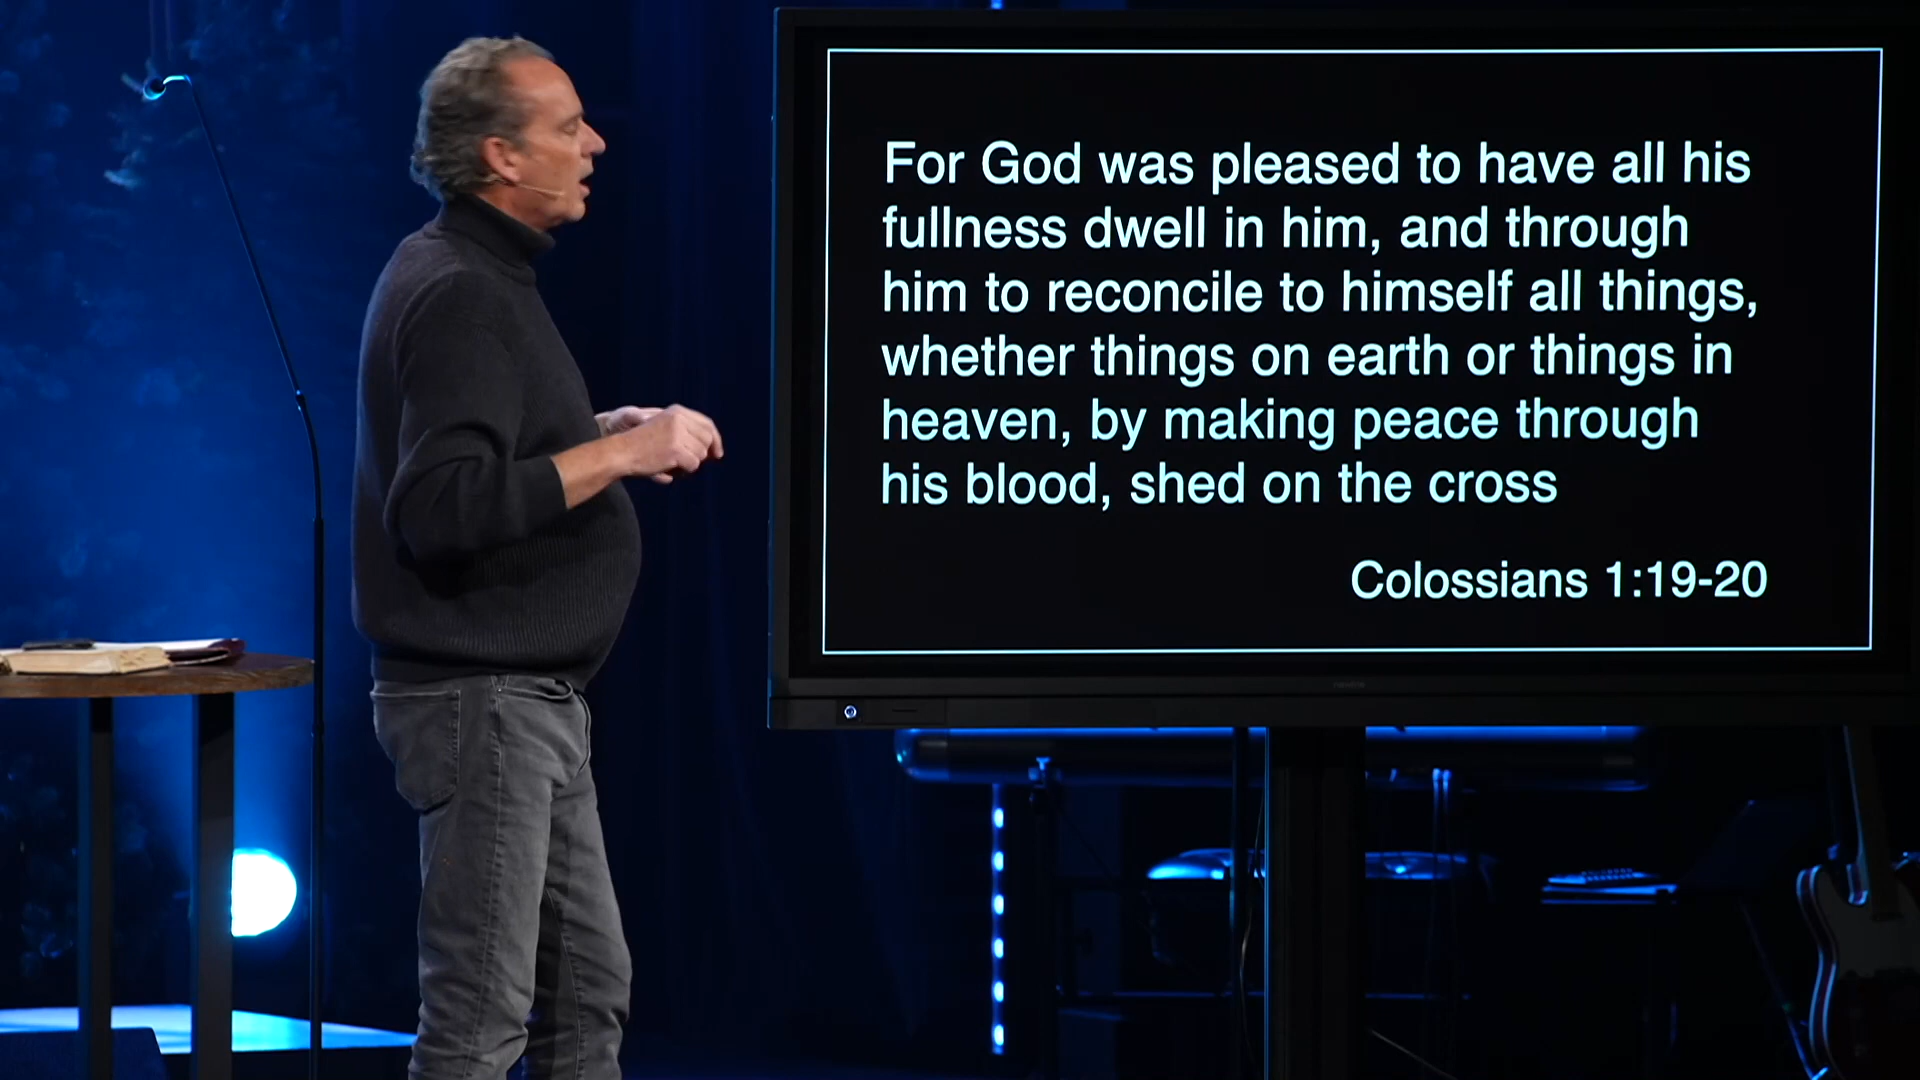 For God was pleased to have all his
fullness dwell in him, and through
him to reconcile to himself all things,
whether things on earth or things in
heaven, by making peace through
his blood, shed on the cross
Colossians 1:19-20